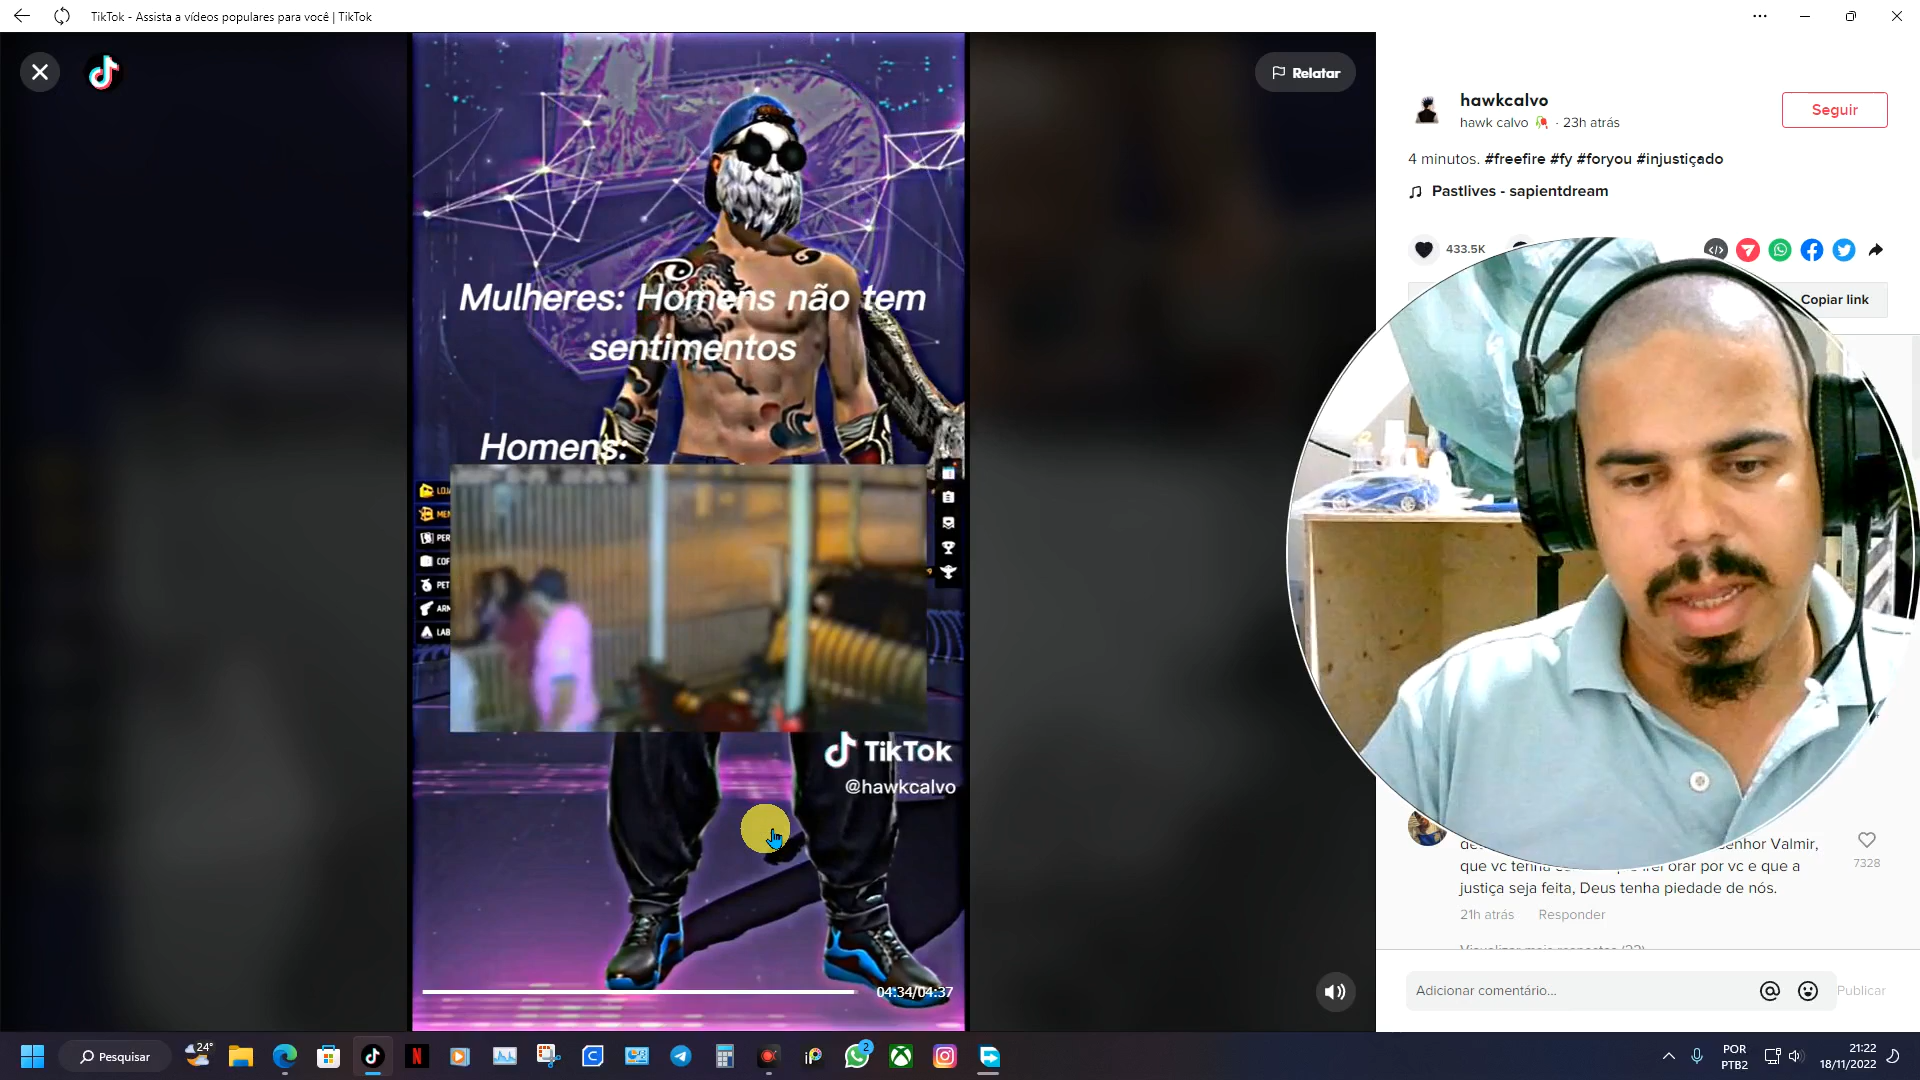 TikTok - Assista a vídeos populares para você | TikTok
Relatar
Mulheres: Homens não tem
sentimentos
Homens:
LOJA
TikTok
@hawkcalvo
04:34/04:37
hawkcalvo
hawk calvo · 23h atrás
Seguir
4 minutos. #freefire #fy #foryou #injustiçado
Pastlives - sapientdream
433.5K
Copiar link
que vc
orar por vc e que a
justiça seja feita, Deus tenha piedade de nós.
7328
21h atrás Responder
Adicionar comentário...
Publicar
24°
Pesquisar
2
POR
PTB2
21:22
18/11/2022